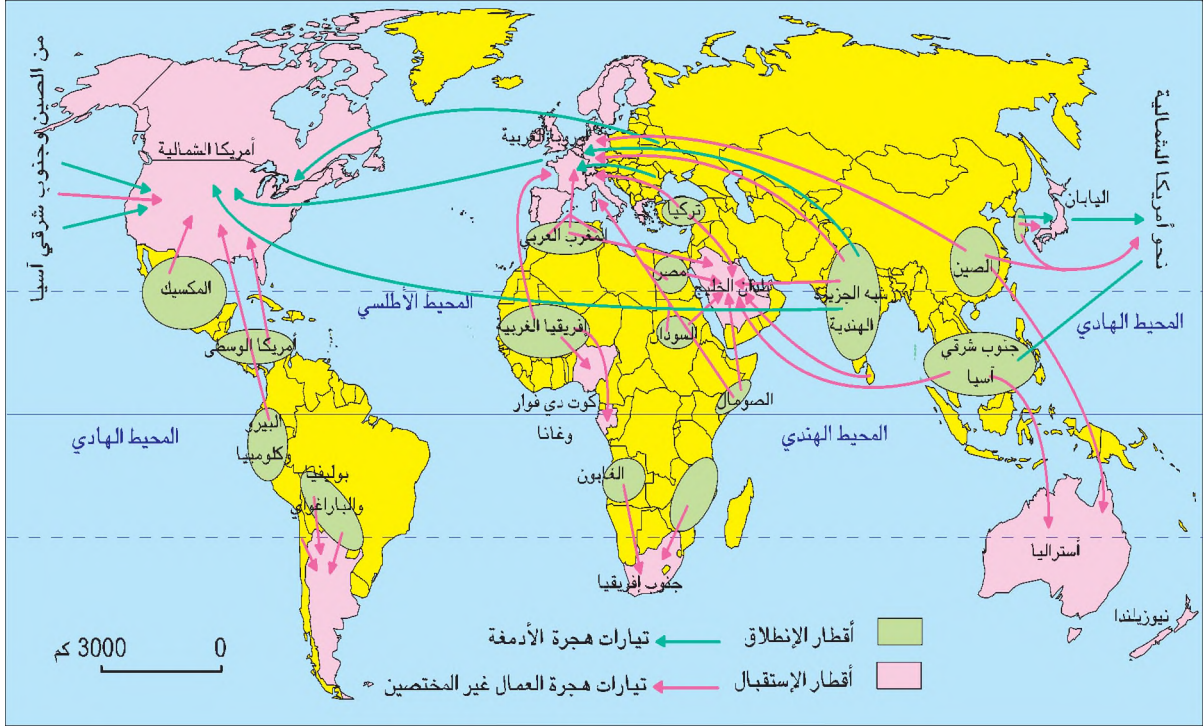 من الصين وجنوب شرقي آسيا
أمريكا الشمالية
أوروبا الغربية
نحو أمريكا الشمالية
اليابان
تركيا
المغرب العربي
مصر
بلدان الخليج
شبه الجزيرة
الهندية
الصين
المكسيك
المحيط الأطلسي
إفريقيا الغربية
السودان
جنوب شرقي
آسيا
المحيط الهادي
أمريكا الوسطى
الصومال
كوت دي فوار
وغانا
المحيط الهادي
البيرو
وكلومبيا
المحيط الهندي
بوليفيا
والباراغواي
الغابون
أستراليا
جنوب إفريقيا
نيوزيلندا
أقطار الإنطلاق
تيارات هجرة الأدمغة
أقطار الإستقبال
تيارات هجرة العمال غير المختصين
0 3000 كم